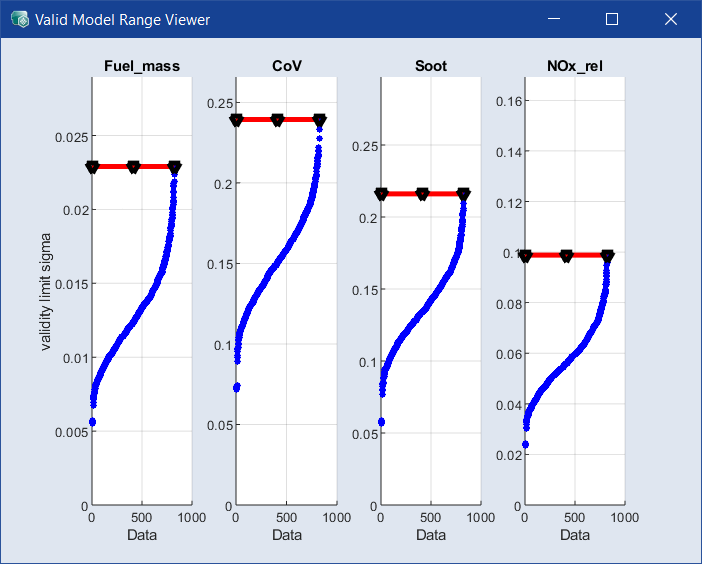 Valid Model Range Viewer
Fuel_mass
CoV
Soot
NOx_rel
validity limit sigma
0.025
0.02
0.015
0.01
0.005
0
0 500 1000
Data
0.25
0.2
0.15
0.1
0.05
0
0 500 1000
Data
0.25
0.2
0.15
0.1
0.05
0
0 500 1000
Data
0.16
0.14
0.12
0.1
0.08
0.06
0.04
0.02
0
0 500 1000
Data